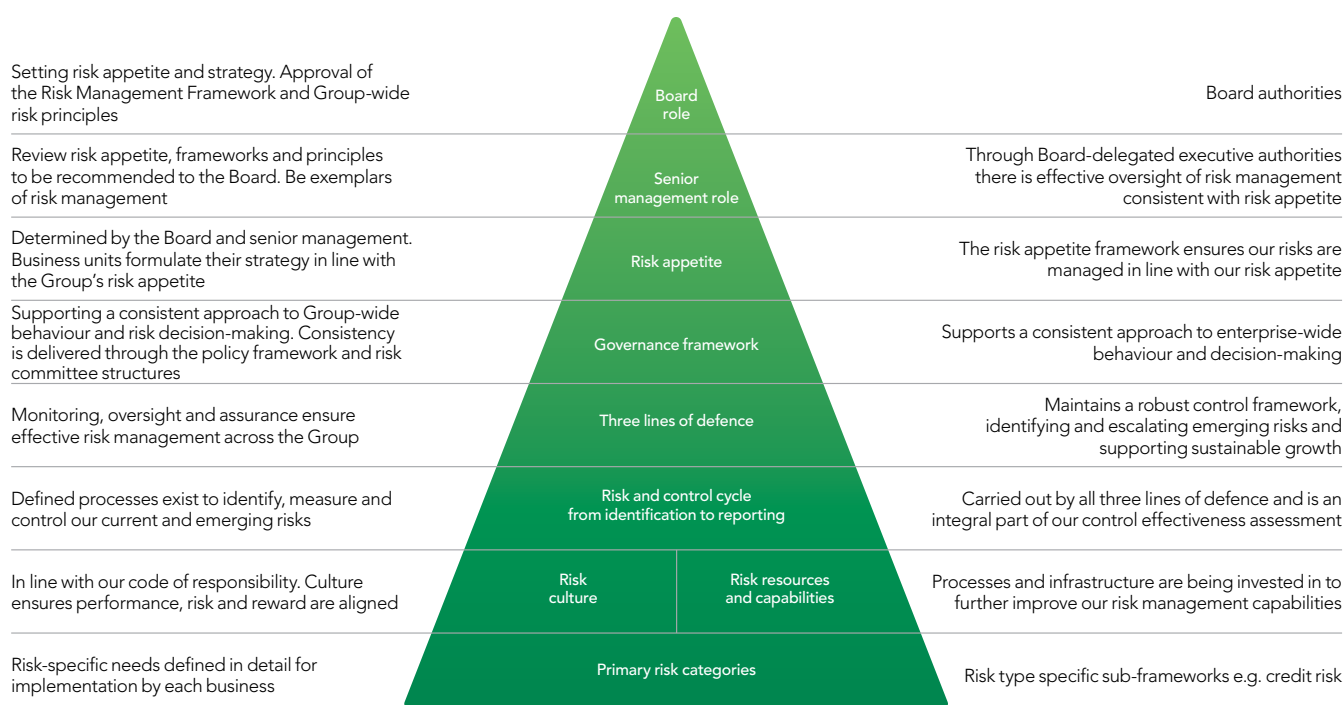 Setting risk appetite and strategy. Approval of
the Risk Management Framework and Group-wide
risk principles
Board
role
Board authorities
Review risk appetite, frameworks and principles
to be recommended to the Board. Be exemplars
of risk management
Senior
management role
Through Board-delegated executive authorities
there is effective oversight of risk management
consistent with risk appetite
Determined by the Board and senior management.
Business units formulate their strategy in line with
the Group’s risk appetite
Risk appetite
The risk appetite framework ensures our risks are
managed in line with our risk appetite
Supporting a consistent approach to Group-wide
behaviour and risk decision-making. Consistency
is delivered through the policy framework and risk
committee structures
Governance framework
Supports a consistent approach to enterprise-wide
behaviour and decision-making
Monitoring, oversight and assurance ensure
effective risk management across the Group
Three lines of defence
Maintains a robust control framework,
identifying and escalating emerging risks and
supporting sustainable growth
Defined processes exist to identify, measure and
control our current and emerging risks
Risk and control cycle
from identification to reporting
Carried out by all three lines of defence and is an
integral part of our control effectiveness assessment
In line with our code of responsibility. Culture
ensures performance, risk and reward are aligned
Risk
culture
Risk resources
and capabilities
Processes and infrastructure are being invested in to
further improve our risk management capabilities
Risk-specific needs defined in detail for
implementation by each business
Primary risk categories
Risk type specific sub-frameworks e.g. credit risk